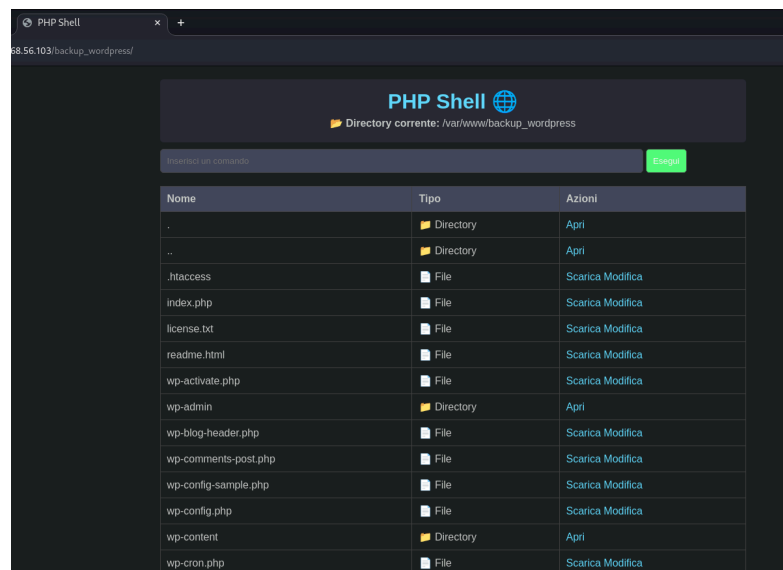 PHP Shell × +
68.56.103/backup_wordpress/
PHP Shell
Directory corrente: /var/www/backup_wordpress
Inserisci un comando Esegui
Nome Tipo Azioni
. Directory Apri
.. Directory Apri
.htaccess File Scarica Modifica
index.php File Scarica Modifica
license.txt File Scarica Modifica
readme.html File Scarica Modifica
wp-activate.php File Scarica Modifica
wp-admin Directory Apri
wp-blog-header.php File Scarica Modifica
wp-comments-post.php File Scarica Modifica
wp-config-sample.php File Scarica Modifica
wp-config.php File Scarica Modifica
wp-content Directory Apri
wp-cron.php File Scarica Modifica